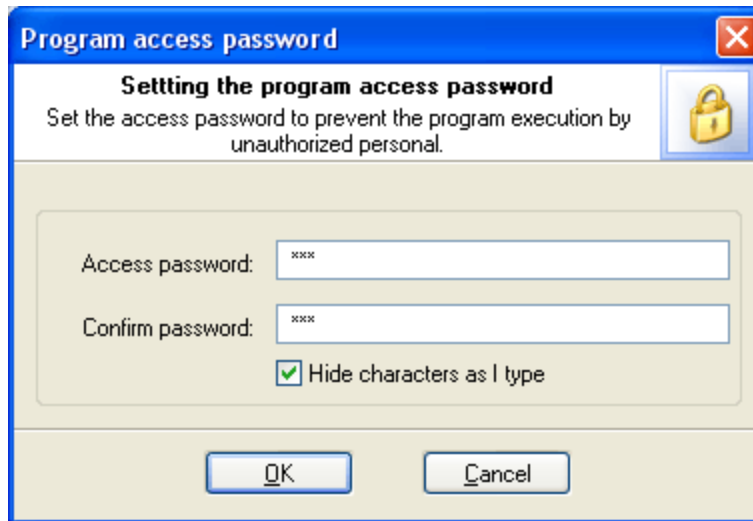 Program access password
Settting the program access password
Set the access password to prevent the program execution by
unauthorized personal.
Access password: ***
Confirm password: ***
Hide characters as I type
OK Cancel